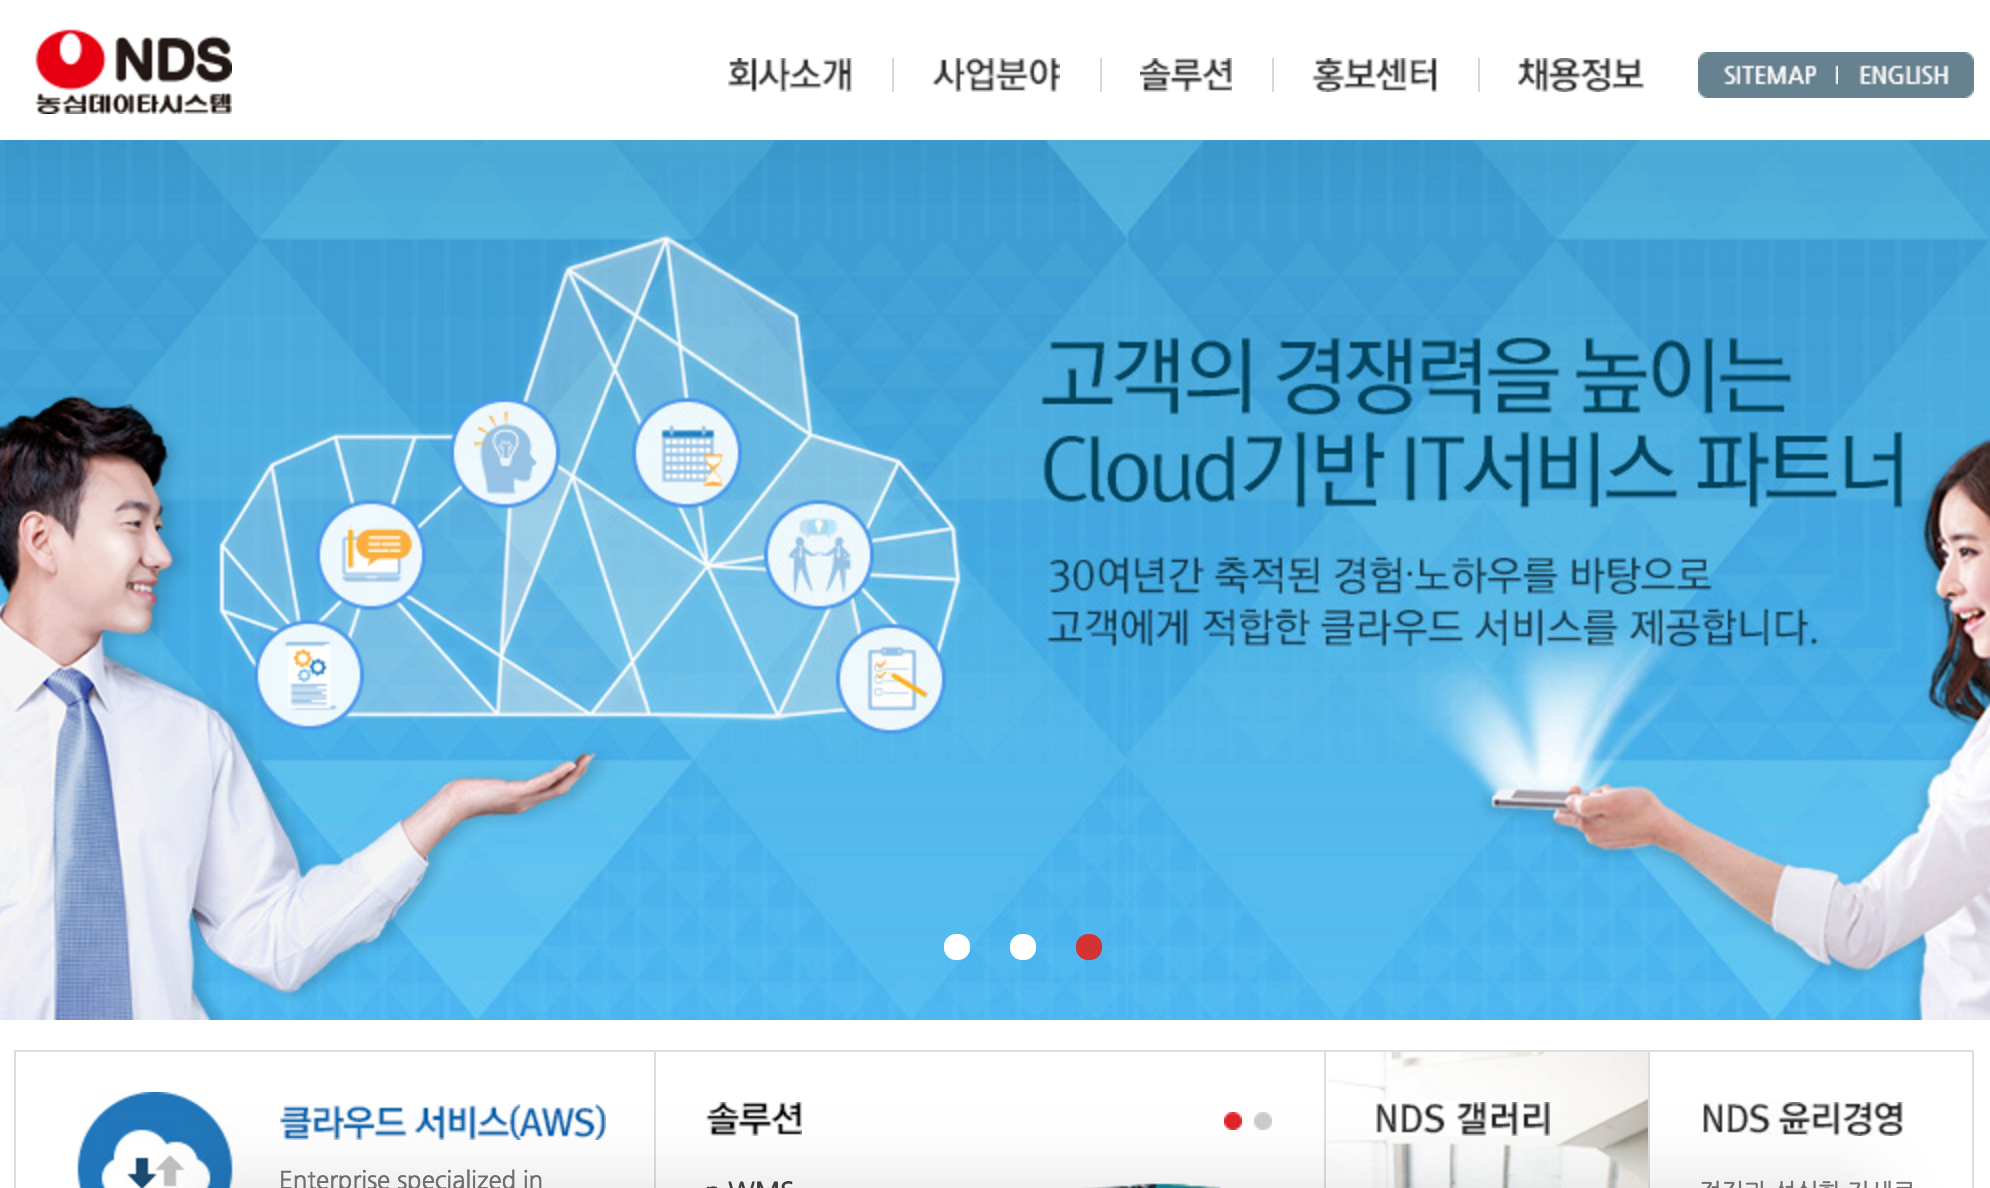 NDS
농심데이타시스템
회사소개 사업분야 솔루션 홍보센터 채용정보 SITEMAP | ENGLISH
고객의 경쟁력을 높이는
Cloud기반 IT서비스 파트너
30여년간 축적된 경험·노하우를 바탕으로
고객에게 적합한 클라우드 서비스를 제공합니다.
클라우드 서비스(AWS)
Enterprise specialized in
솔루션
NDS 갤러리
NDS 윤리경영